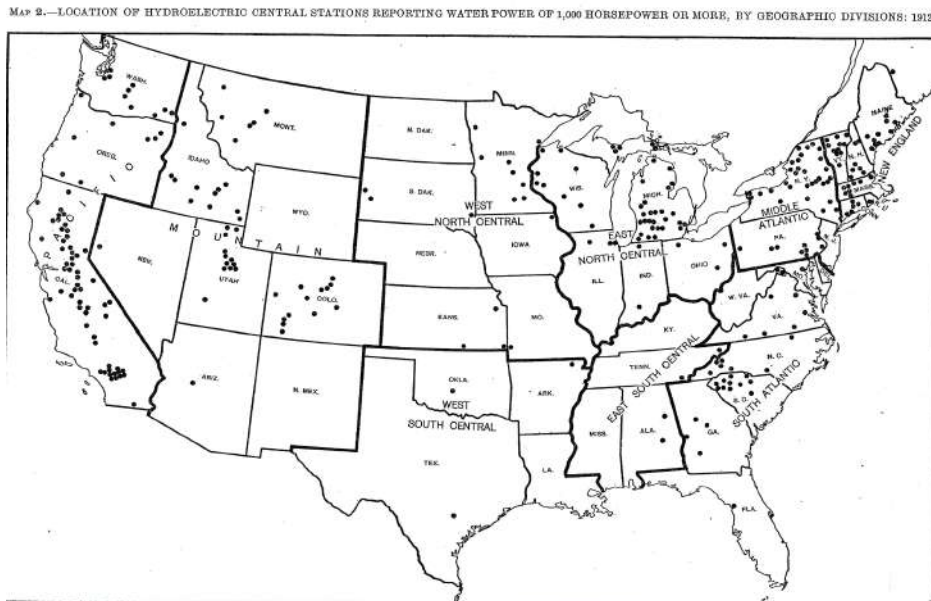 MAP 2.—LOCATION OF HYDROELECTRIC CENTRAL STATIONS REPORTING WATER POWER OF 1,000 HORSEPOWER OR MORE, BY GEOGRAPHIC DIVISIONS: 1912
WASH.
MONT.
N. DAK.
MINN.
MAINE
OREG.
IDAHO
S. DAK.
WIS.
MICH.
N. Y.
VT.
N. H.
MASS.
NEW ENGLAND
WYO.
WEST
NORTH CENTRAL
MIDDLE
ATLANTIC
PACIFIC
MOUNTAIN
NEV.
UTAH
COLO.
NEBR.
IOWA
EAST
NORTH CENTRAL
ILL.
IND.
OHIO
PA.
CAL.
KANS.
MO.
KY.
W. VA.
VA.
ARIZ.
N. MEX.
OKLA.
ARK.
TENN.
N. C.
S. C.
WEST
SOUTH CENTRAL
EAST SOUTH CENTRAL
SOUTH ATLANTIC
TEX.
LA.
MISS.
ALA.
GA.
FLA.